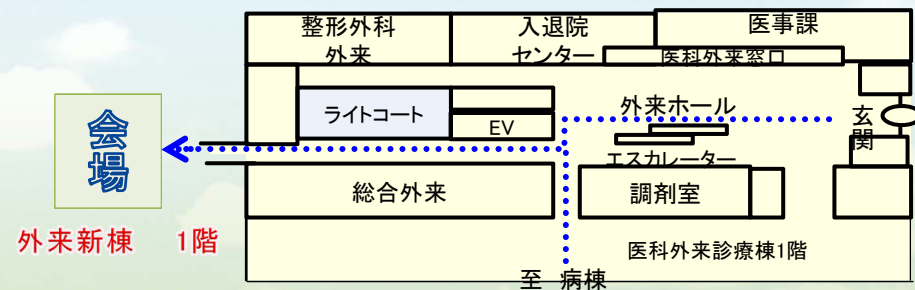 整形外科
外来
入退院
センター
医事課
医科外来窓口
ライトコート
EV
外来ホール
玄
関
エスカレーター
会
場
総合外来
調剤室
外来新棟 1階
医科外来診療棟1階
至 病棟